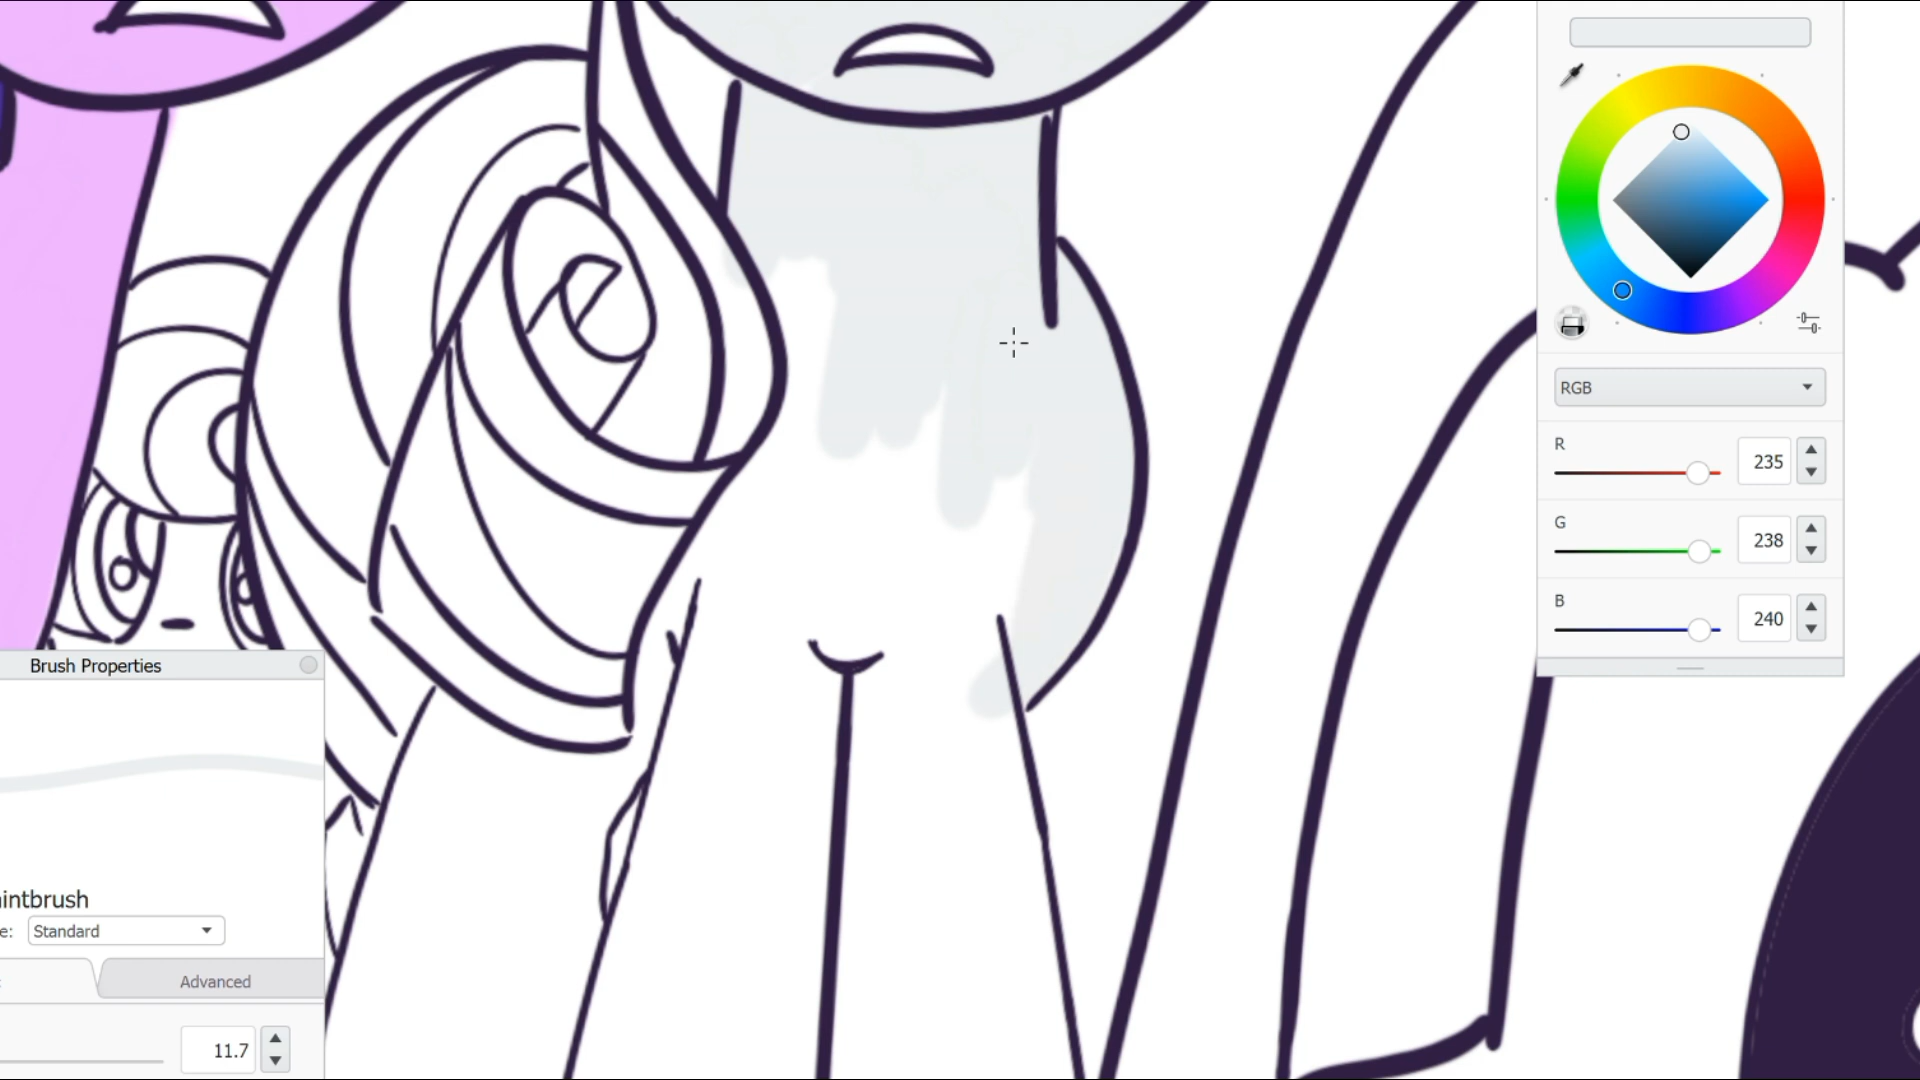 RGB
R
235
G
238
B
240
Brush Properties
intbrush
e: Standard
Advanced
11.7